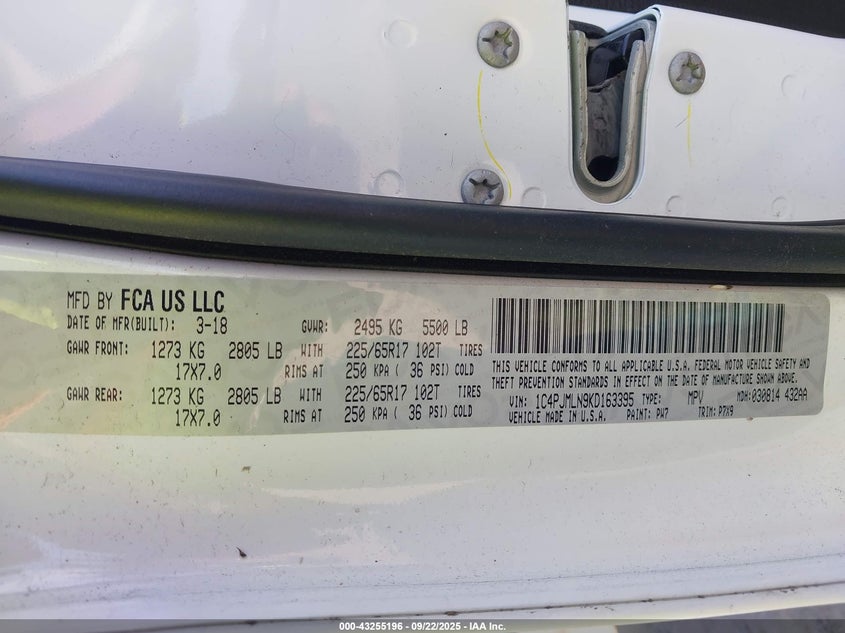 MFD BY FCA US LLC
DATE OF MFR(BUILT): 3-18 GVWR: 2495 KG 5500 LB
GAWR FRONT: 1273 KG 2805 LB WITH 225/65R17 102T TIRES
17X7.0 RIMS AT 250 KPA ( 36 PSI) COLD
GAWR REAR: 1273 KG 2805 LB WITH 225/65R17 102T TIRES
17X7.0 RIMS AT 250 KPA ( 36 PSI) COLD
THIS VEHICLE CONFORMS TO ALL APPLICABLE U.S.A. FEDERAL MOTOR VEHICLE SAFETY AND
THEFT PREVENTION STANDARDS IN EFFECT ON THE DATE OF MANUFACTURE SHOWN ABOVE.
VIN: 1C4PJMLN9KD163395 TYPE: MPV MDH:030814 432AA
VEHICLE MADE IN U.S.A. PAINT: PW7 TRIM: P7X9
000-43255196 - 09/22/2025 - IAA Inc.